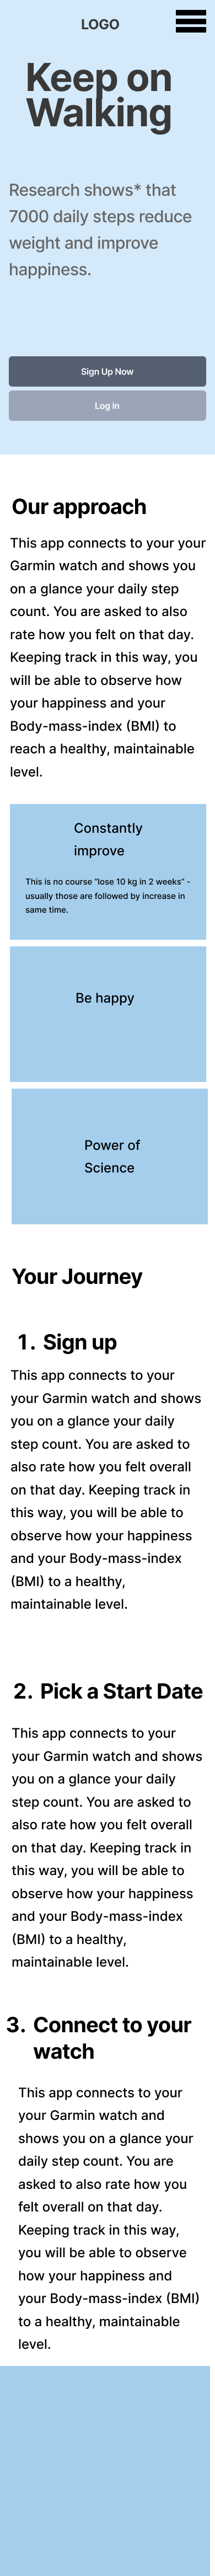 LOGO
Keep on
Walking
Research shows* that
7000 daily steps reduce
weight and improve
happiness.
Sign Up Now
Log in
Our approach
This app connects to your your
Garmin watch and shows you
on a glance your daily step
count. You are asked to also
rate how you felt on that day.
Keeping track in this way, you
will be able to observe how
your happiness and your
Body-mass-index (BMI) to
reach a healthy, maintainable
level.
Constantly
improve
This is no course “lose 10 kg in 2 weeks” -
usually those are followed by increase in
same time.
Be happy
Power of
Science
Your Journey
1. Sign up
This app connects to your
your Garmin watch and shows
you on a glance your daily
step count. You are asked to
also rate how you felt overall
on that day. Keeping track in
this way, you will be able to
observe how your happiness
and your Body-mass-index
(BMI) to a healthy,
maintainable level.
2. Pick a Start Date
This app connects to your
your Garmin watch and shows
you on a glance your daily
step count. You are asked to
also rate how you felt overall
on that day. Keeping track in
this way, you will be able to
observe how your happiness
and your Body-mass-index
(BMI) to a healthy,
maintainable level.
3. Connect to your
watch
This app connects to your
your Garmin watch and
shows you on a glance your
daily step count. You are
asked to also rate how you
felt overall on that day.
Keeping track in this way,
you will be able to observe
how your happiness and
your Body-mass-index (BMI)
to a healthy, maintainable
level.